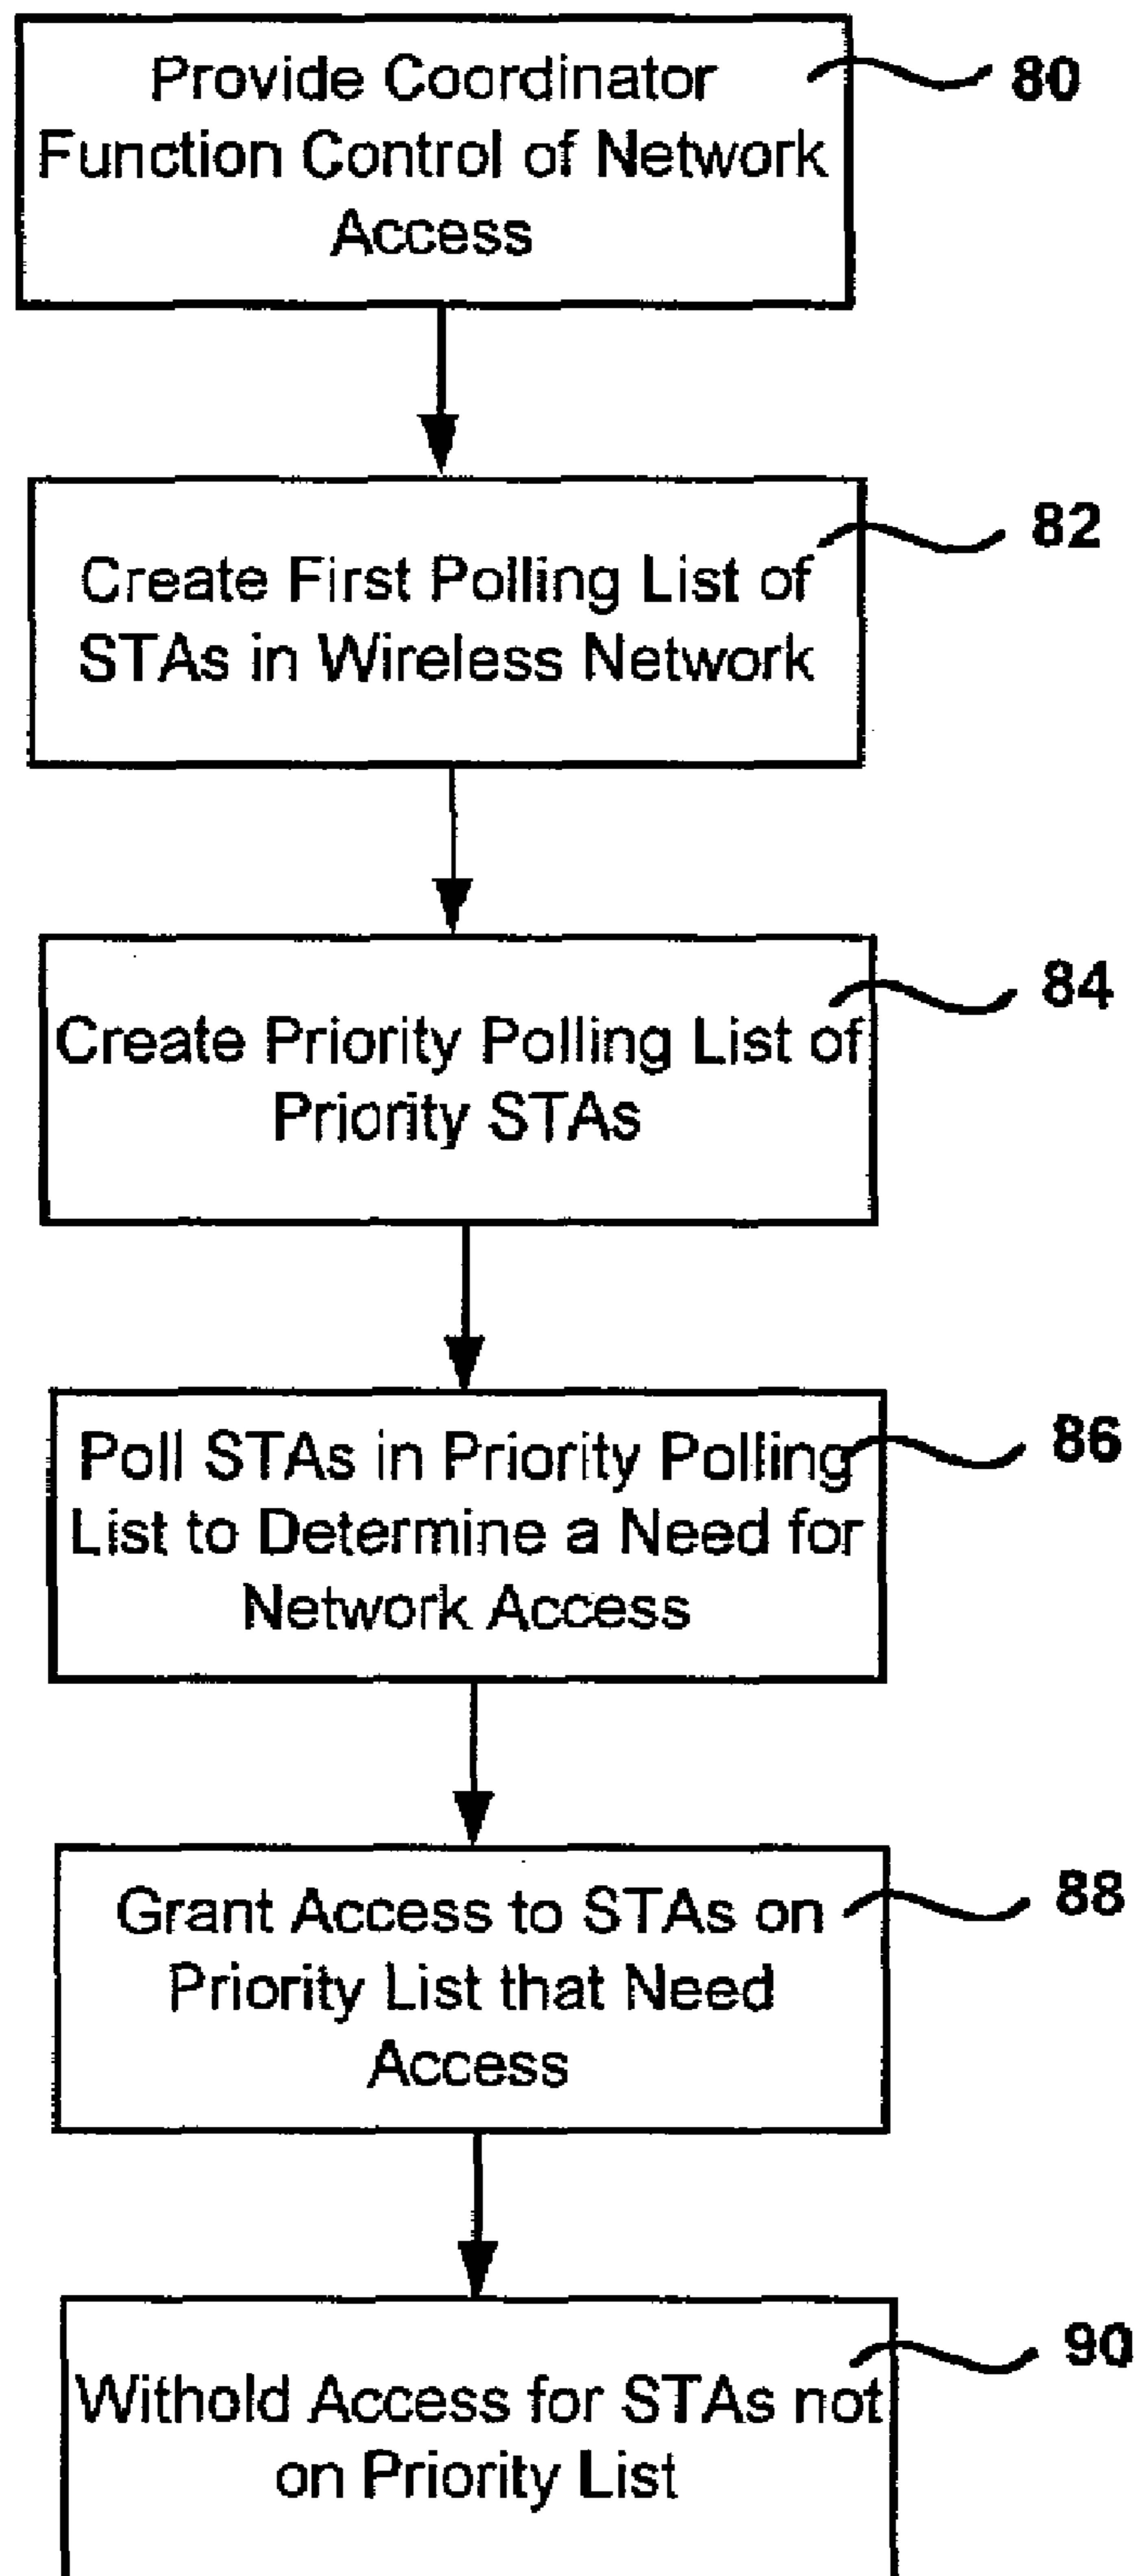 Provide Coordinator
Function Control of Network
Access
80
Create First Polling List of
STAs in Wireless Network
82
Create Priority Polling List of
Priority STAs
84
Poll STAs in Priority Polling
List to Determine a Need for
Network Access
86
Grant Access to STAs on
Priority List that Need
Access
88
Withold Access for STAs not
on Priority List
90